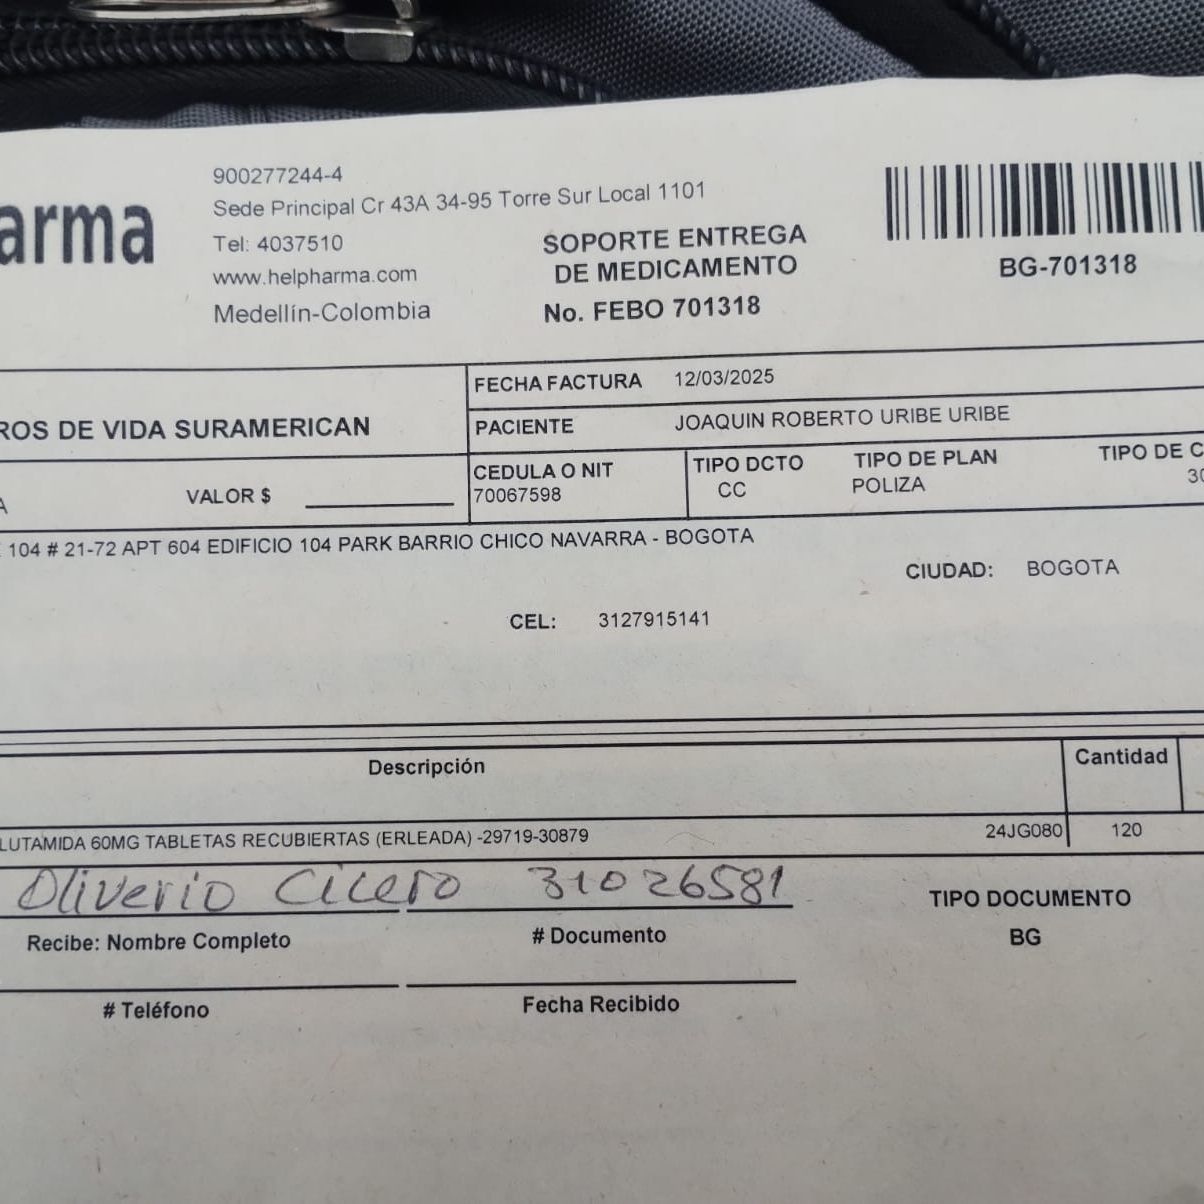 arma
900277244-4
Sede Principal Cr 43A 34-95 Torre Sur Local 1101
Tel: 4037510
www.helpharma.com
Medellín-Colombia
SOPORTE ENTREGA
DE MEDICAMENTO
No. FEBO 701318
BG-701318
ROS DE VIDA SURAMERICAN
FECHA FACTURA 12/03/2025
PACIENTE JOAQUIN ROBERTO URIBE URIBE
A VALOR $
CEDULA O NIT
70067598
TIPO DCTO
CC
TIPO DE PLAN
POLIZA
TIPO DE C
30
104 # 21-72 APT 604 EDIFICIO 104 PARK BARRIO CHICO NAVARRA - BOGOTA
CIUDAD: BOGOTA
CEL: 3127915141
Descripción Cantidad
LUTAMIDA 60MG TABLETAS RECUBIERTAS (ERLEADA) -29719-30879 24JG080 120
Oliverio Cicero 31026581
Recibe: Nombre Completo # Documento
TIPO DOCUMENTO
BG
# Teléfono Fecha Recibido